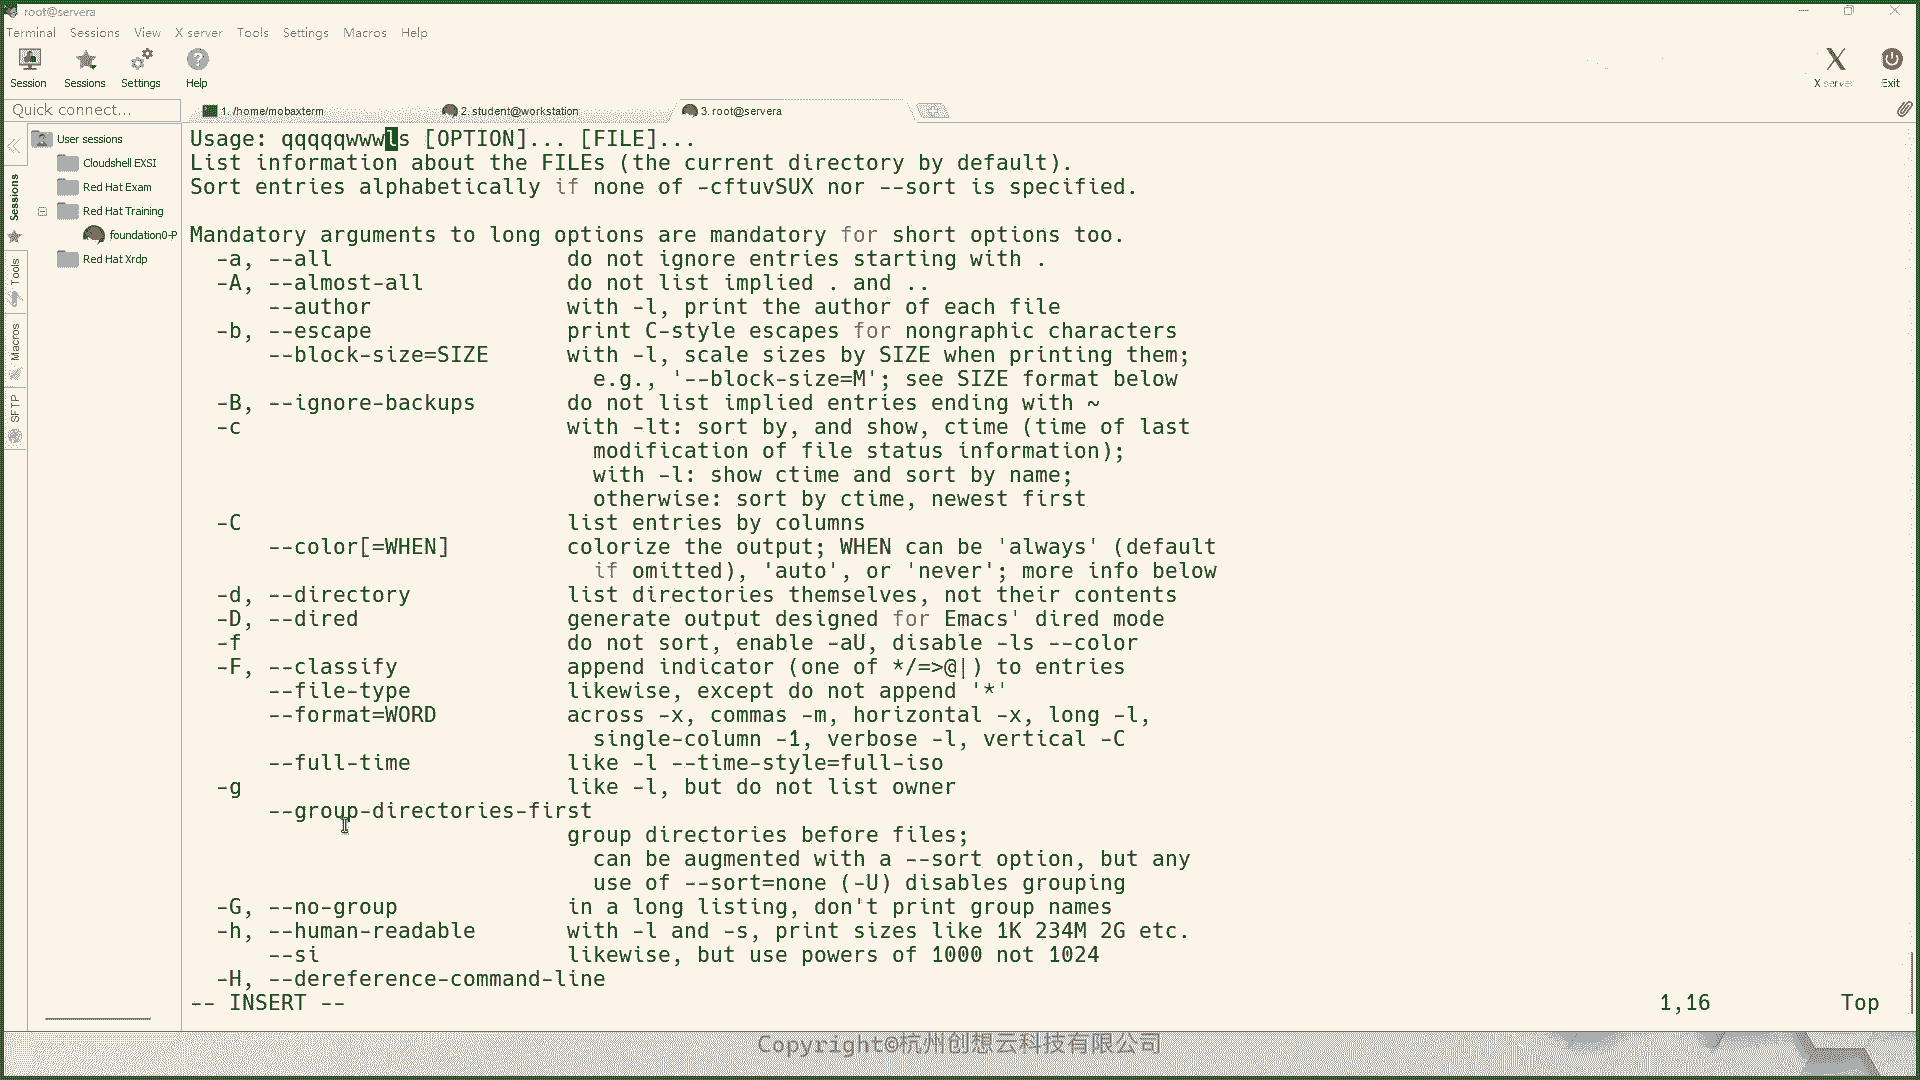 root@servera
Terminal Sessions View X server Tools Settings Macros Help
Session Sessions Settings Help X server Exit
Quick connect... 1. /home/mobaxterm 2. student@workstation 3. root@servera
User sessions
Cloudshell EXSI
Red Hat Exam
Red Hat Training
foundation0-P
Red Hat Xrdp
Sessions
Tools
Macros
SFTP
Usage: qqqqqwwwls [OPTION]... [FILE]...
List information about the FILEs (the current directory by default).
Sort entries alphabetically if none of -cftuvSUX nor --sort is specified.
Mandatory arguments to long options are mandatory for short options too.
-a, --all do not ignore entries starting with .
-A, --almost-all do not list implied . and ..
--author with -l, print the author of each file
-b, --escape print C-style escapes for nongraphic characters
--block-size=SIZE with -l, scale sizes by SIZE when printing them;
e.g., '--block-size=M'; see SIZE format below
-B, --ignore-backups do not list implied entries ending with ~
-c with -lt: sort by, and show, ctime (time of last
modification of file status information);
with -l: show ctime and sort by name;
otherwise: sort by ctime, newest first
-C list entries by columns
--color[=WHEN] colorize the output; WHEN can be 'always' (default
if omitted), 'auto', or 'never'; more info below
-d, --directory list directories themselves, not their contents
-D, --dired generate output designed for Emacs' dired mode
-f do not sort, enable -aU, disable -ls --color
-F, --classify append indicator (one of */=>@|) to entries
--file-type likewise, except do not append '*'
--format=WORD across -x, commas -m, horizontal -x, long -l,
single-column -1, verbose -l, vertical -C
--full-time like -l --time-style=full-iso
-g like -l, but do not list owner
--group-directories-first
group directories before files;
can be augmented with a --sort option, but any
use of --sort=none (-U) disables grouping
-G, --no-group in a long listing, don't print group names
-h, --human-readable with -l and -s, print sizes like 1K 234M 2G etc.
--si likewise, but use powers of 1000 not 1024
-H, --dereference-command-line
-- INSERT -- 1,16 Top
Copyright©杭州创想云科技有限公司